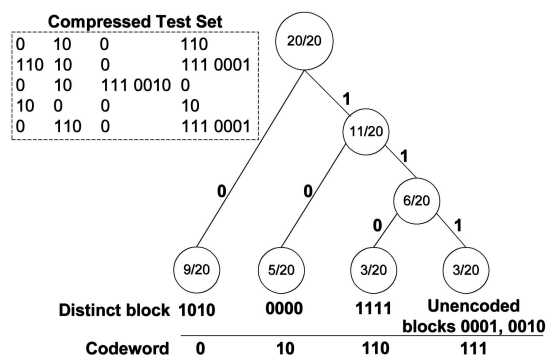 Compressed Test Set
0 10 0 110
110 10 0 111 0001
0 10 111 0010 0
10 0 0 10
0 110 0 111 0001
20/20
1
11/20
1
0
0
6/20
0
1
9/20
5/20
3/20
3/20
Distinct block 1010 0000 1111 Unencoded
blocks 0001, 0010
Codeword 0 10 110 111